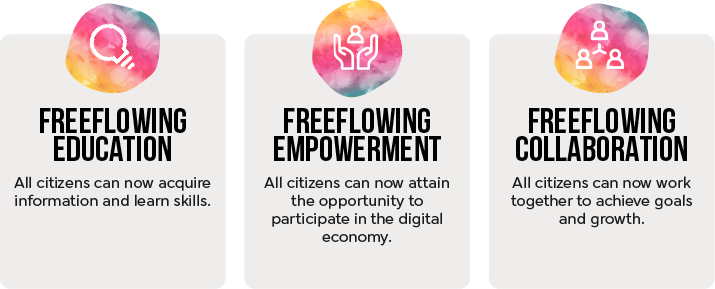 FREEFLOWING
EDUCATION
All citizens can now acquire
information and learn skills.
FREEFLOWING
EMPOWERMENT
All citizens can now attain
the opportunity to
participate in the digital
economy.
FREEFLOWING
COLLABORATION
All citizens can now work
together to achieve goals
and growth.